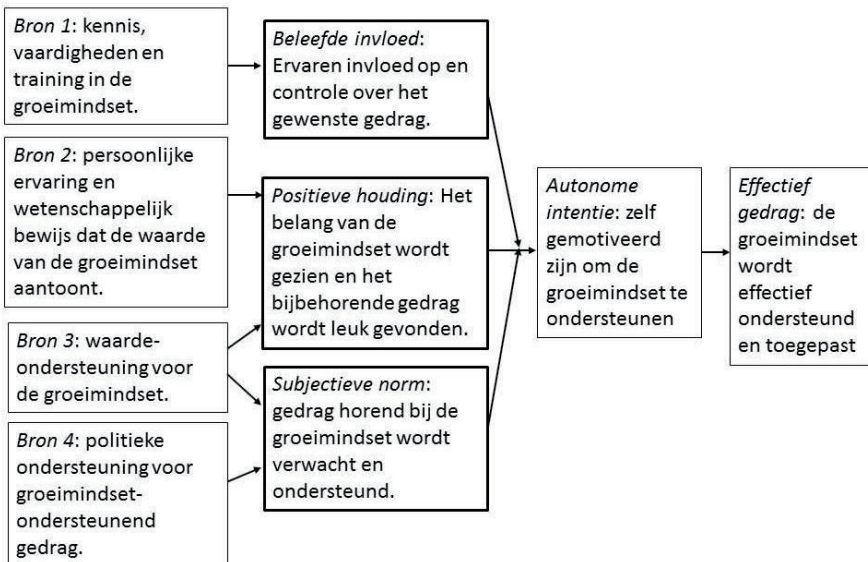 Bron 1: kennis,
vaardigheden en
training in de
groeimindset.
Bron 2: persoonlijke
ervaring en
wetenschappelijk
bewijs dat de waarde
van de groeimindset
aantoont.
Bron 3: waarde-
ondersteuning voor
de groeimindset.
Bron 4: politieke
ondersteuning voor
groeimindset-
ondersteunend
gedrag.
Beleefde invloed:
Ervaren invloed op en
controle over het
gewenste gedrag.
Positieve houding: Het
belang van de
groeimindset wordt
gezien en het
bijbehorende gedrag
wordt leuk gevonden.
Subjectieve norm:
gedrag horend bij de
groeimindset wordt
verwacht en
ondersteund.
Autonome
intentie: zelf
gemotiveerd
zijn om de
groeimindset te
ondersteunen
Effectief
gedrag: de
groeimindset
wordt
effectief
ondersteund
en toegepast